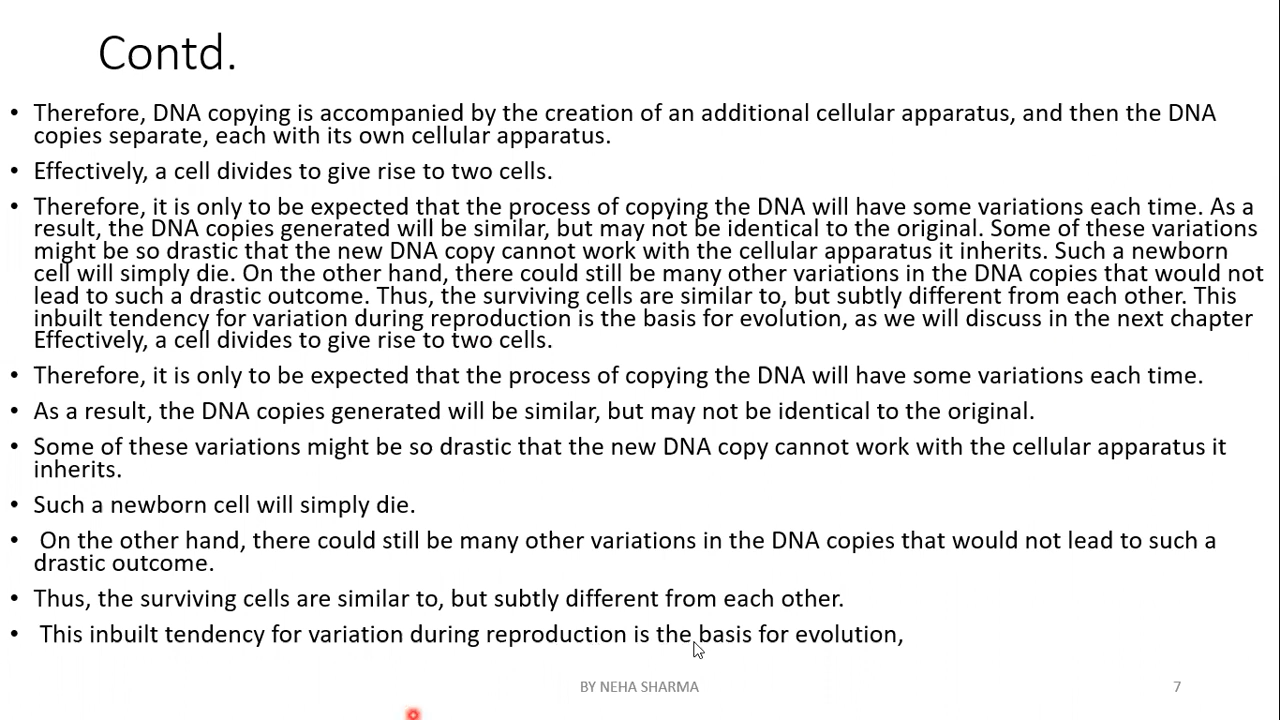 Contd.
• Therefore, DNA copying is accompanied by the creation of an additional cellular apparatus, and then the DNA
copies separate, each with its own cellular apparatus.
• Effectively, a cell divides to give rise to two cells.
• Therefore, it is only to be expected that the process of copying the DNA will have some variations each time. As a
result, the DNA copies generated will be similar, but may not be identical to the original. Some of these variations
might be so drastic that the new DNA copy cannot work with the cellular apparatus it inherits. Such a newborn
cell will simply die. On the other hand, there could still be many other variations in the DNA copies that would not
lead to such a drastic outcome. Thus, the surviving cells are similar to, but subtly different from each other. This
inbuilt tendency for variation during reproduction is the basis for evolution, as we will discuss in the next chapter
Effectively, a cell divides to give rise to two cells.
• Therefore, it is only to be expected that the process of copying the DNA will have some variations each time.
• As a result, the DNA copies generated will be similar, but may not be identical to the original.
• Some of these variations might be so drastic that the new DNA copy cannot work with the cellular apparatus it
inherits.
• Such a newborn cell will simply die.
• On the other hand, there could still be many other variations in the DNA copies that would not lead to such a
drastic outcome.
• Thus, the surviving cells are similar to, but subtly different from each other.
• This inbuilt tendency for variation during reproduction is the basis for evolution,
BY NEHA SHARMA
7